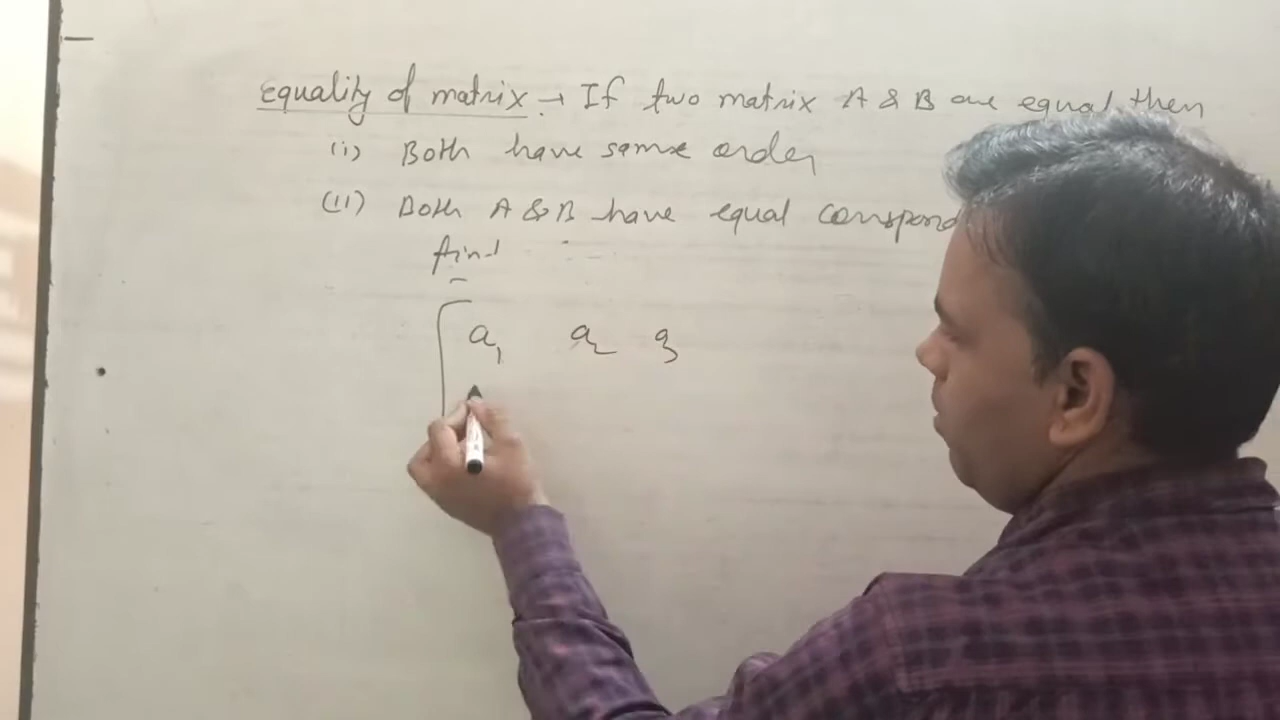 equality of matrix → If two matrix A & B are equal then
(i) Both have same order
(ii) Both A & B have equal correspond
find
a₁ a₂ a₃